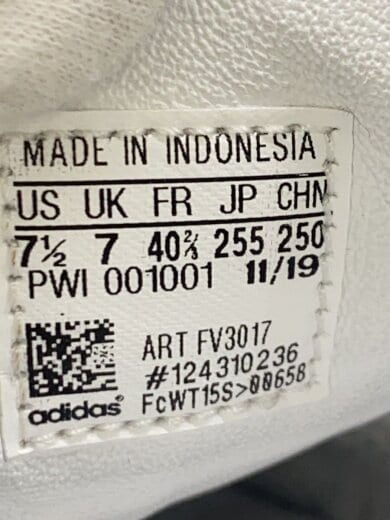 MADE IN INDONESIA
US UK FR JP CHN
7½ 7 40⅔ 255 250
PWI 001001 11/19
ART FV3017
#124310236
FcWT15S>00658
adidas